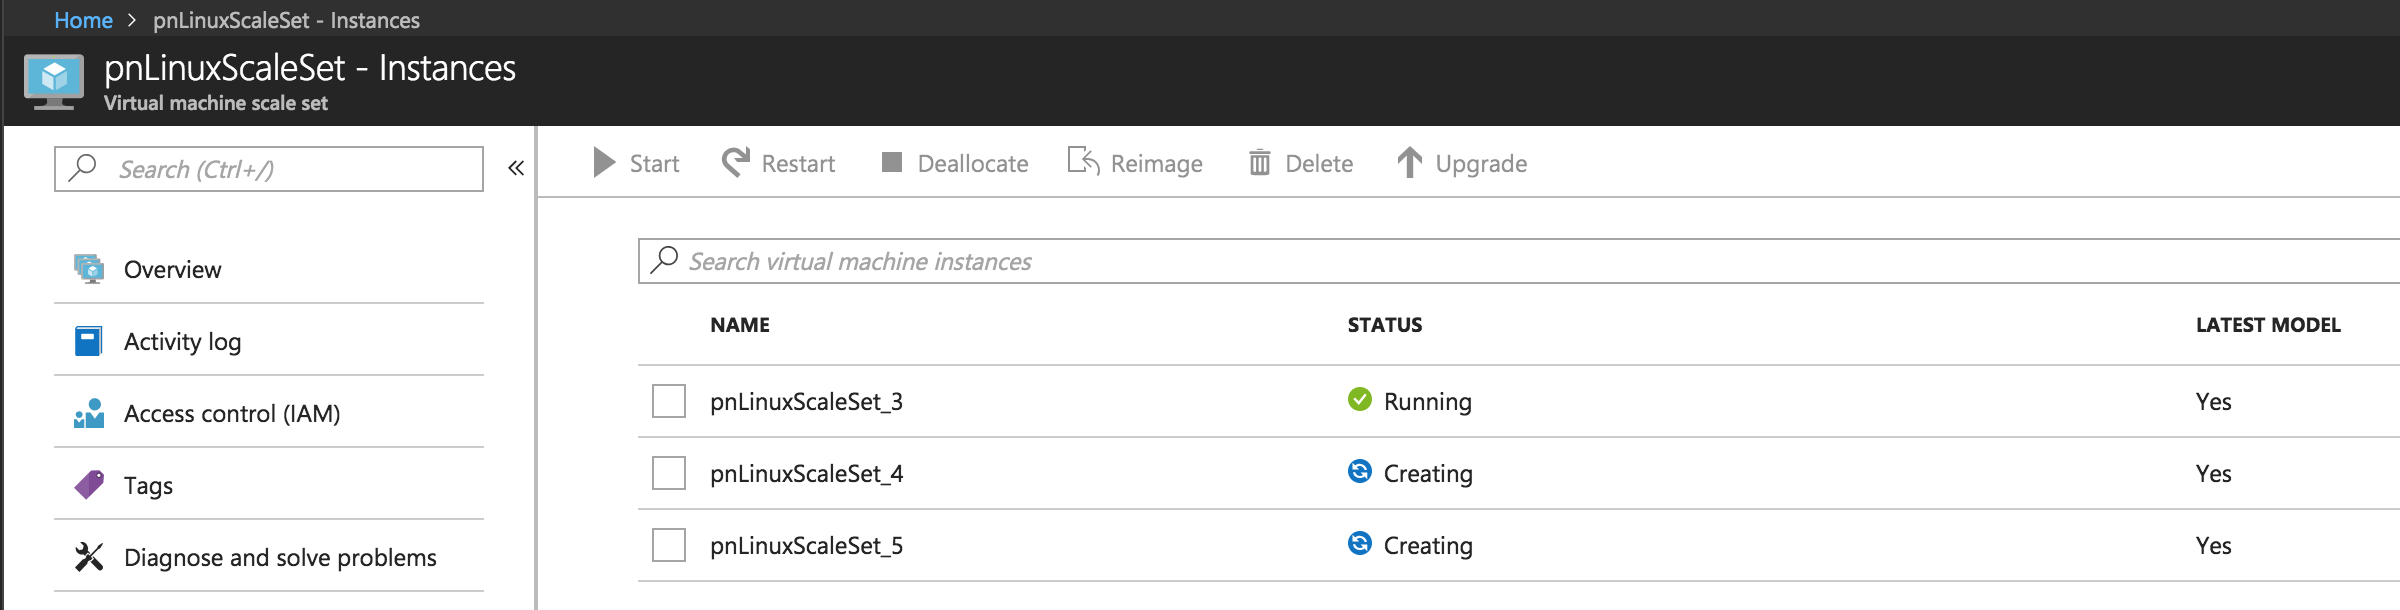 Home > pnLinuxScaleSet - Instances
pnLinuxScaleSet - Instances
Virtual machine scale set
Search (Ctrl+/)
«
Overview
Activity log
Access control (IAM)
Tags
Diagnose and solve problems
Start Restart Deallocate Reimage Delete Upgrade
Search virtual machine instances
NAME STATUS LATEST MODEL
pnLinuxScaleSet_3 Running Yes
pnLinuxScaleSet_4 Creating Yes
pnLinuxScaleSet_5 Creating Yes